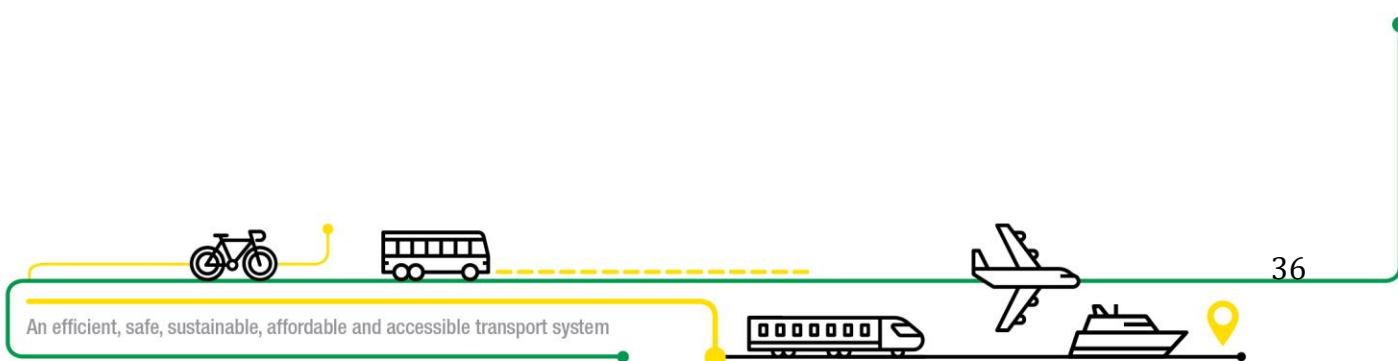 36
An efficient, safe, sustainable, affordable and accessible transport system